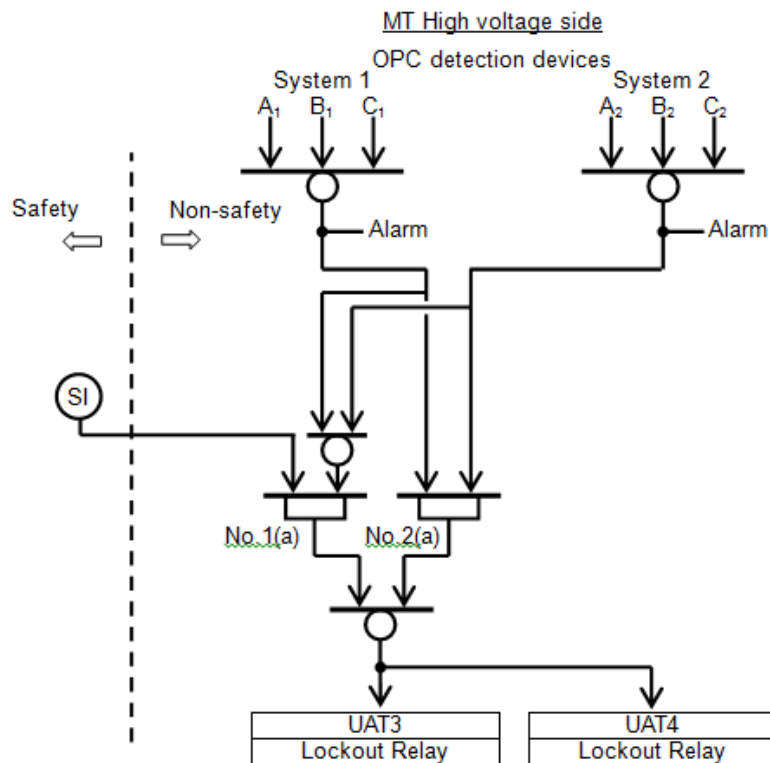 MT High voltage side
OPC detection devices
System 1
System 2
A₁ B₁ C₁
A₂ B₂ C₂
Safety
Non-safety
Alarm
Alarm
SI
No.1(a)
No.2(a)
UAT3
Lockout Relay
UAT4
Lockout Relay